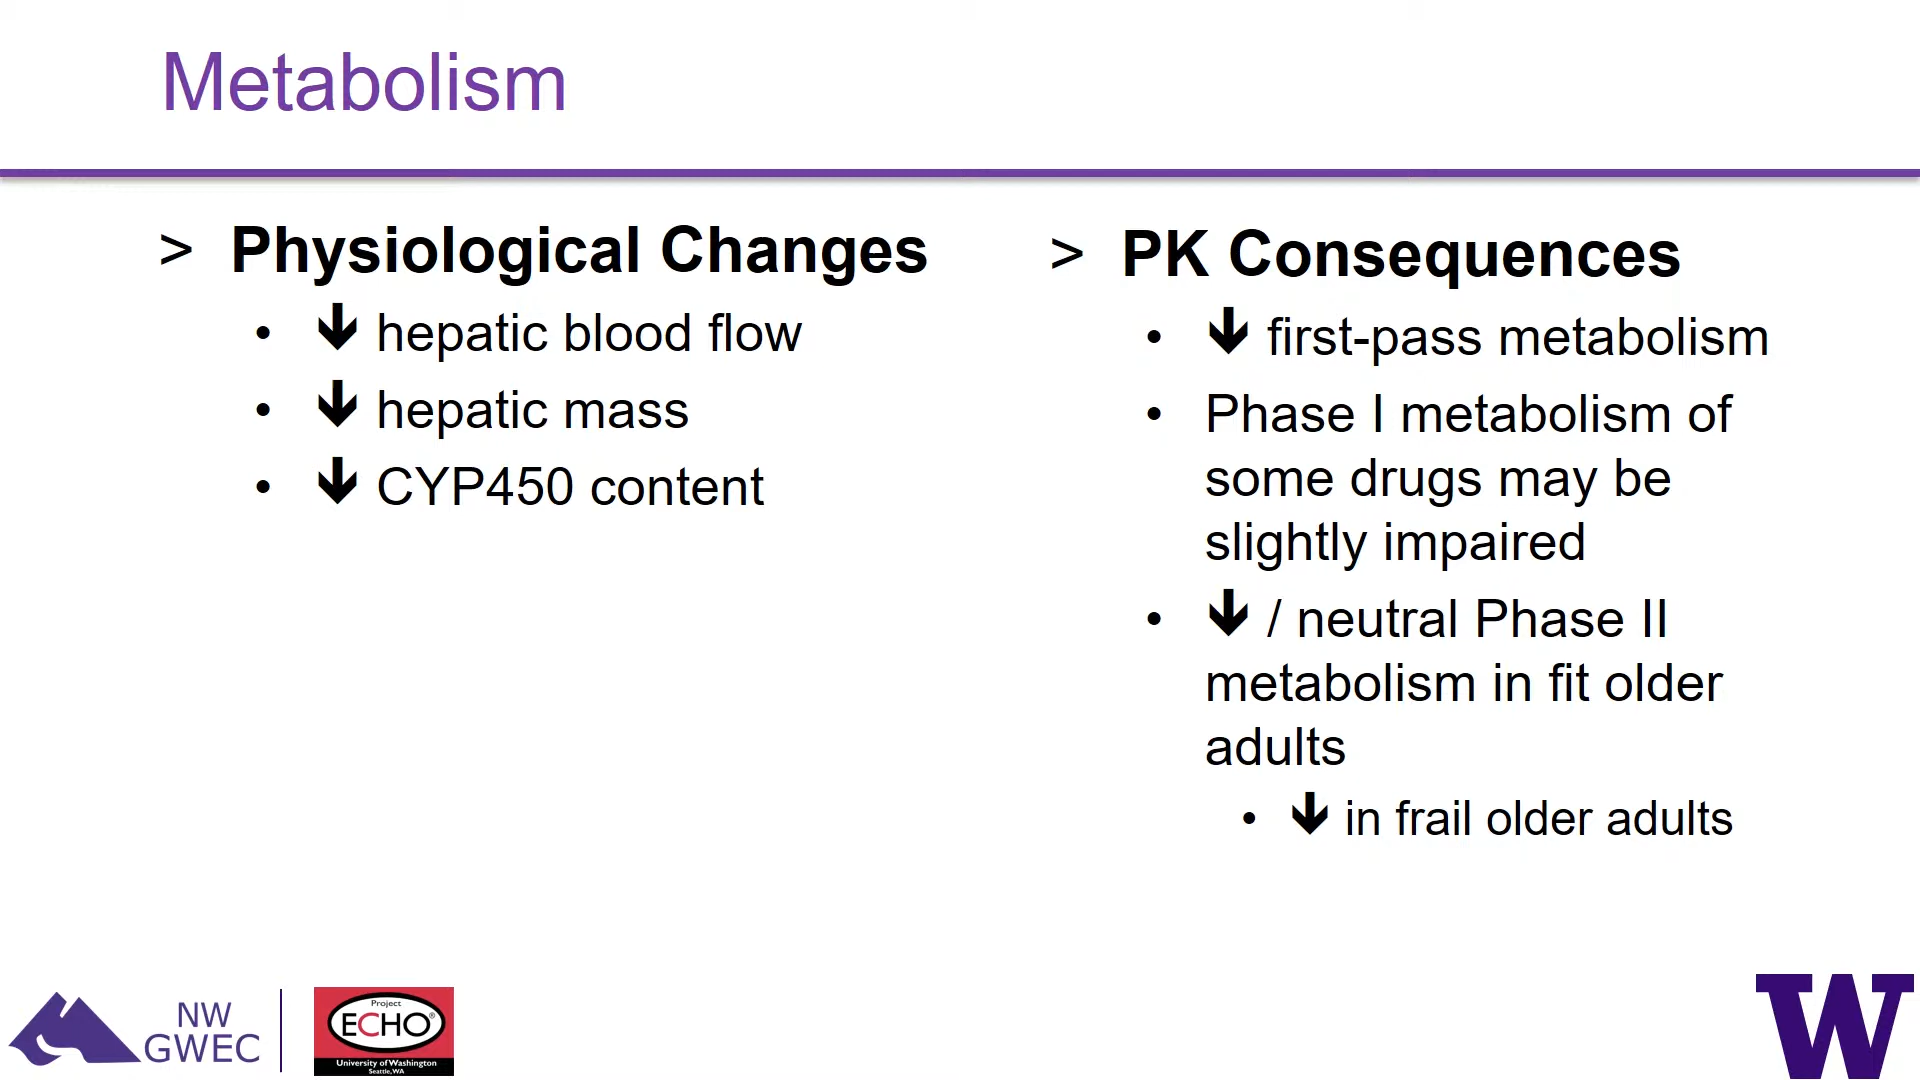 Metabolism
> Physiological Changes
• 🡻 hepatic blood flow
• 🡻 hepatic mass
• 🡻 CYP450 content
> PK Consequences
• 🡻 first-pass metabolism
• Phase I metabolism of
some drugs may be
slightly impaired
• 🡻 / neutral Phase II
metabolism in fit older
adults
• 🡻 in frail older adults
NW
GWEC
Project
ECHO®
University of Washington
Seattle, WA
W